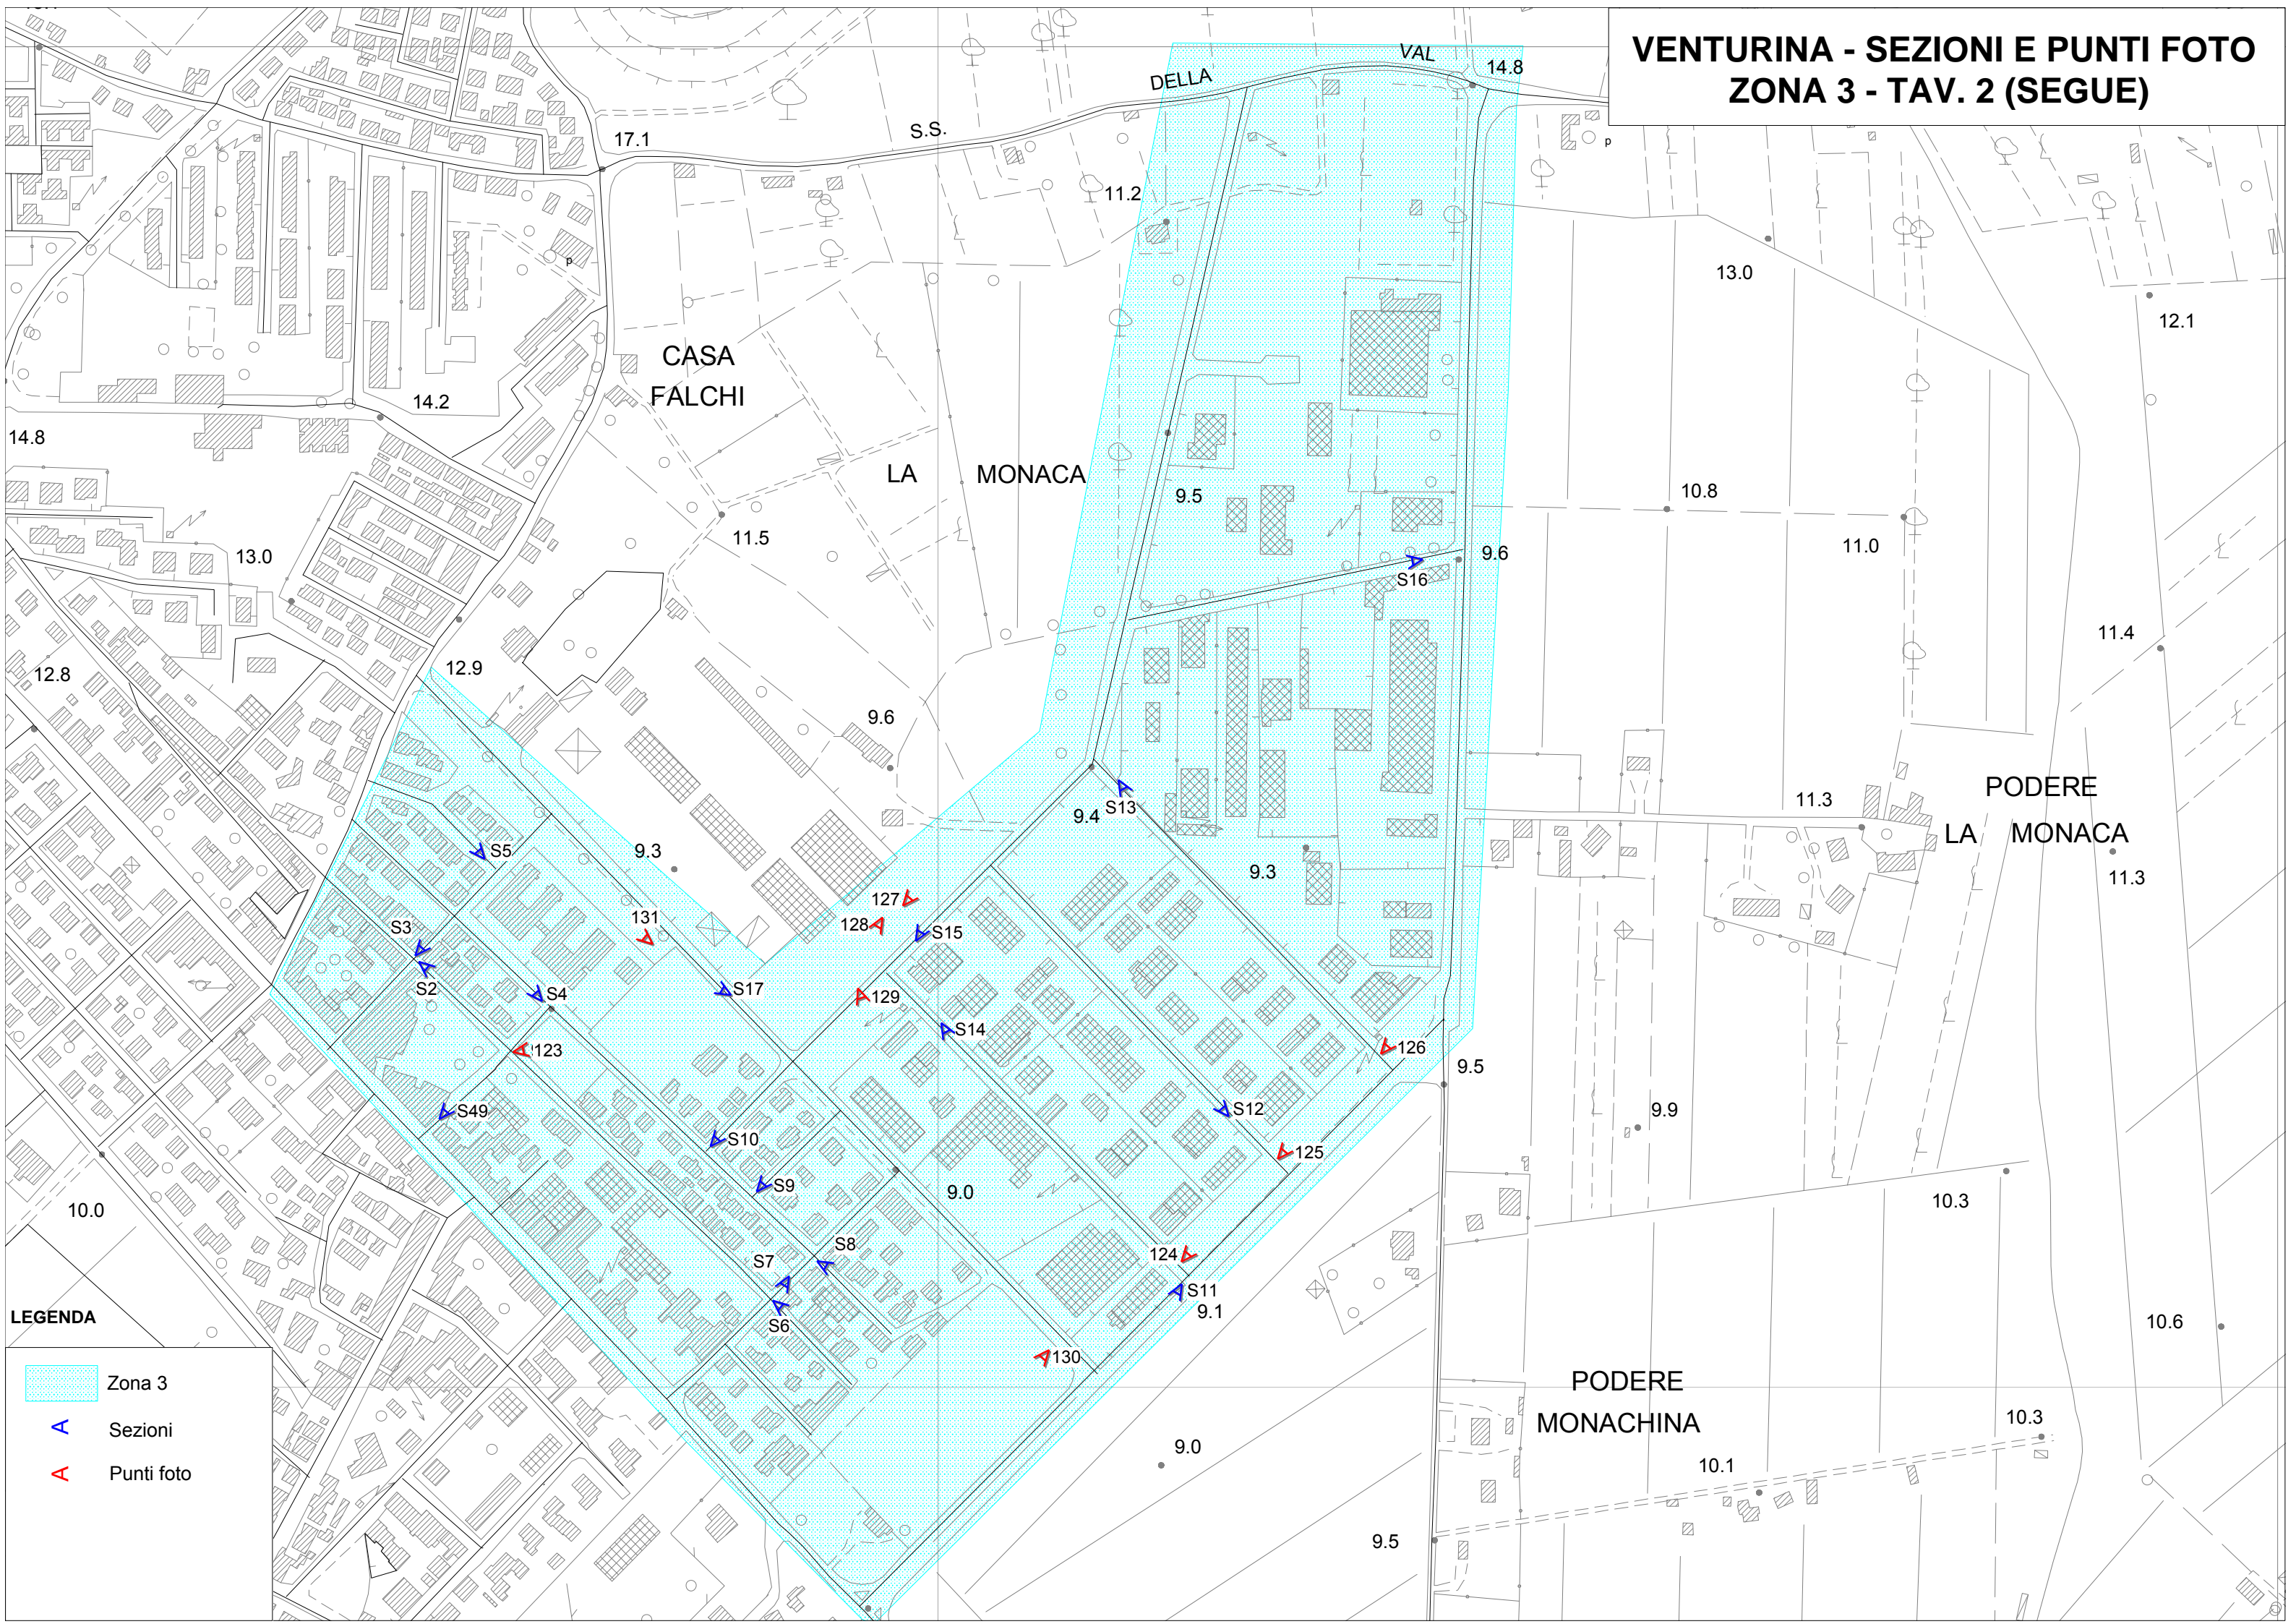 VENTURINA - SEZIONI E PUNTI FOTO
ZONA 3 - TAV. 2 (SEGUE)
VAL
14.8
DELLA
S.S.
17.1
p
11.2
p
13.0
12.1
CASA
FALCHI
14.2
14.8
LA MONACA
9.5
10.8
11.5
11.0
13.0
9.6
S16
11.4
12.9
12.8
9.6
PODERE
LA MONACA
11.3
S13
9.4
S5
9.3
9.3
11.3
127
128
131
S3
S15
S2
S4
S17
129
S14
123
126
9.5
S49
S12
9.9
S10
125
S9
9.0
10.3
10.0
S7
S8
124
S11
9.1
S6
10.6
130
LEGENDA
Zona 3
Sezioni
Punti foto
PODERE
MONACHINA
10.3
9.0
10.1
9.5